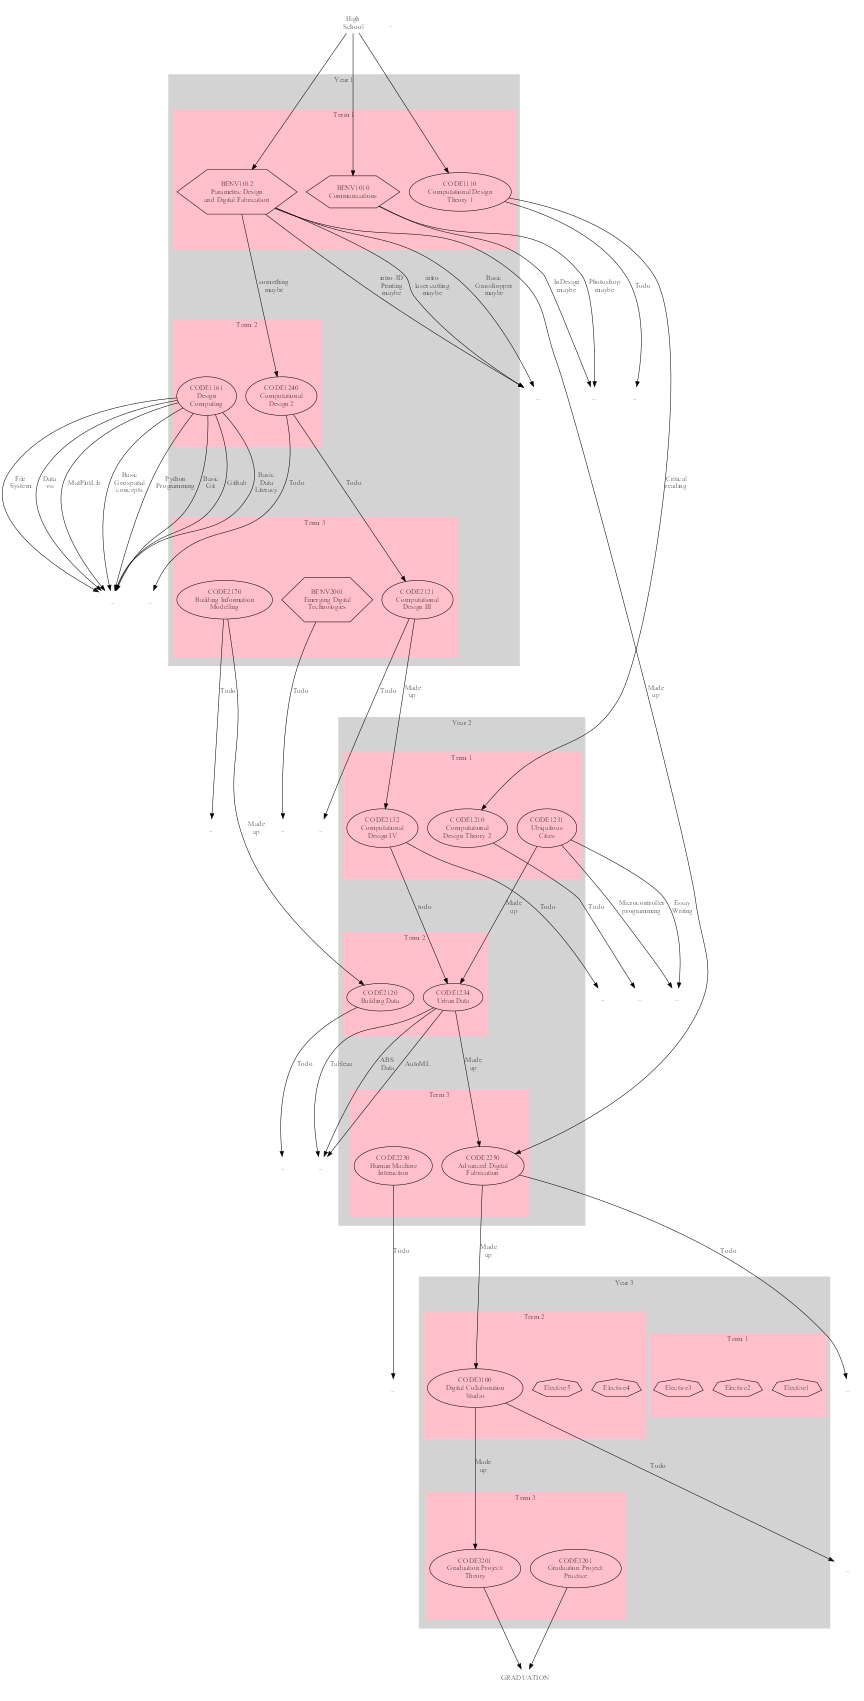 High
School
...
Year 1
Term 1
BENV1012
Parametric Design
and Digital Fabrication
BENV1010
Communications
CODE1110
Computational Design
Theory 1
something
maybe
intro 3D
Printing
maybe
intro
laser cutting
maybe
Basic
Grasshopper
maybe
InDesign
maybe
Photoshop
maybe
Todo
Term 2
CODE1161
Design
Computing
CODE1240
Computational
Design 2
...
...
...
File
System
Data
vis
MatPlotLib
Basic
Geospatial
concepts
Python
Programming
Basic
Git
Github
Basic
Data
Literacy
Todo
Todo
Critical
reading
Term 3
CODE2170
Building Information
Modelling
BENV2001
Emerging Digital
Technologies
CODE2121
Computational
Design III
...
...
Todo
Todo
Todo
Made
up
Made
up
Year 2
Term 1
CODE2132
Computational
Design IV
CODE1210
Computational
Design Theory 2
CODE1231
Ubiquitous
Cities
...
...
...
Made
up
todo
Made
up
Todo
Todo
Microcontroller
programming
Essay
Writing
Term 2
CODE2120
Building Data
CODE1234
Urban Data
...
...
...
Todo
Tableau
ABS
Data
AutoML
Made
up
Term 3
CODE2230
Human Machine
Interaction
CODE2250
Advanced Digital
Fabrication
...
...
Todo
Made
up
Todo
Year 3
Term 2
Term 1
CODE3100
Digital Collaboration
Studio
Elective5
Elective4
Elective3
Elective2
Elective1
...
...
Made
up
Todo
Term 3
CODE3201
Graduation Project:
Theory
CODE3201
Graduation Project:
Practice
...
GRADUATION